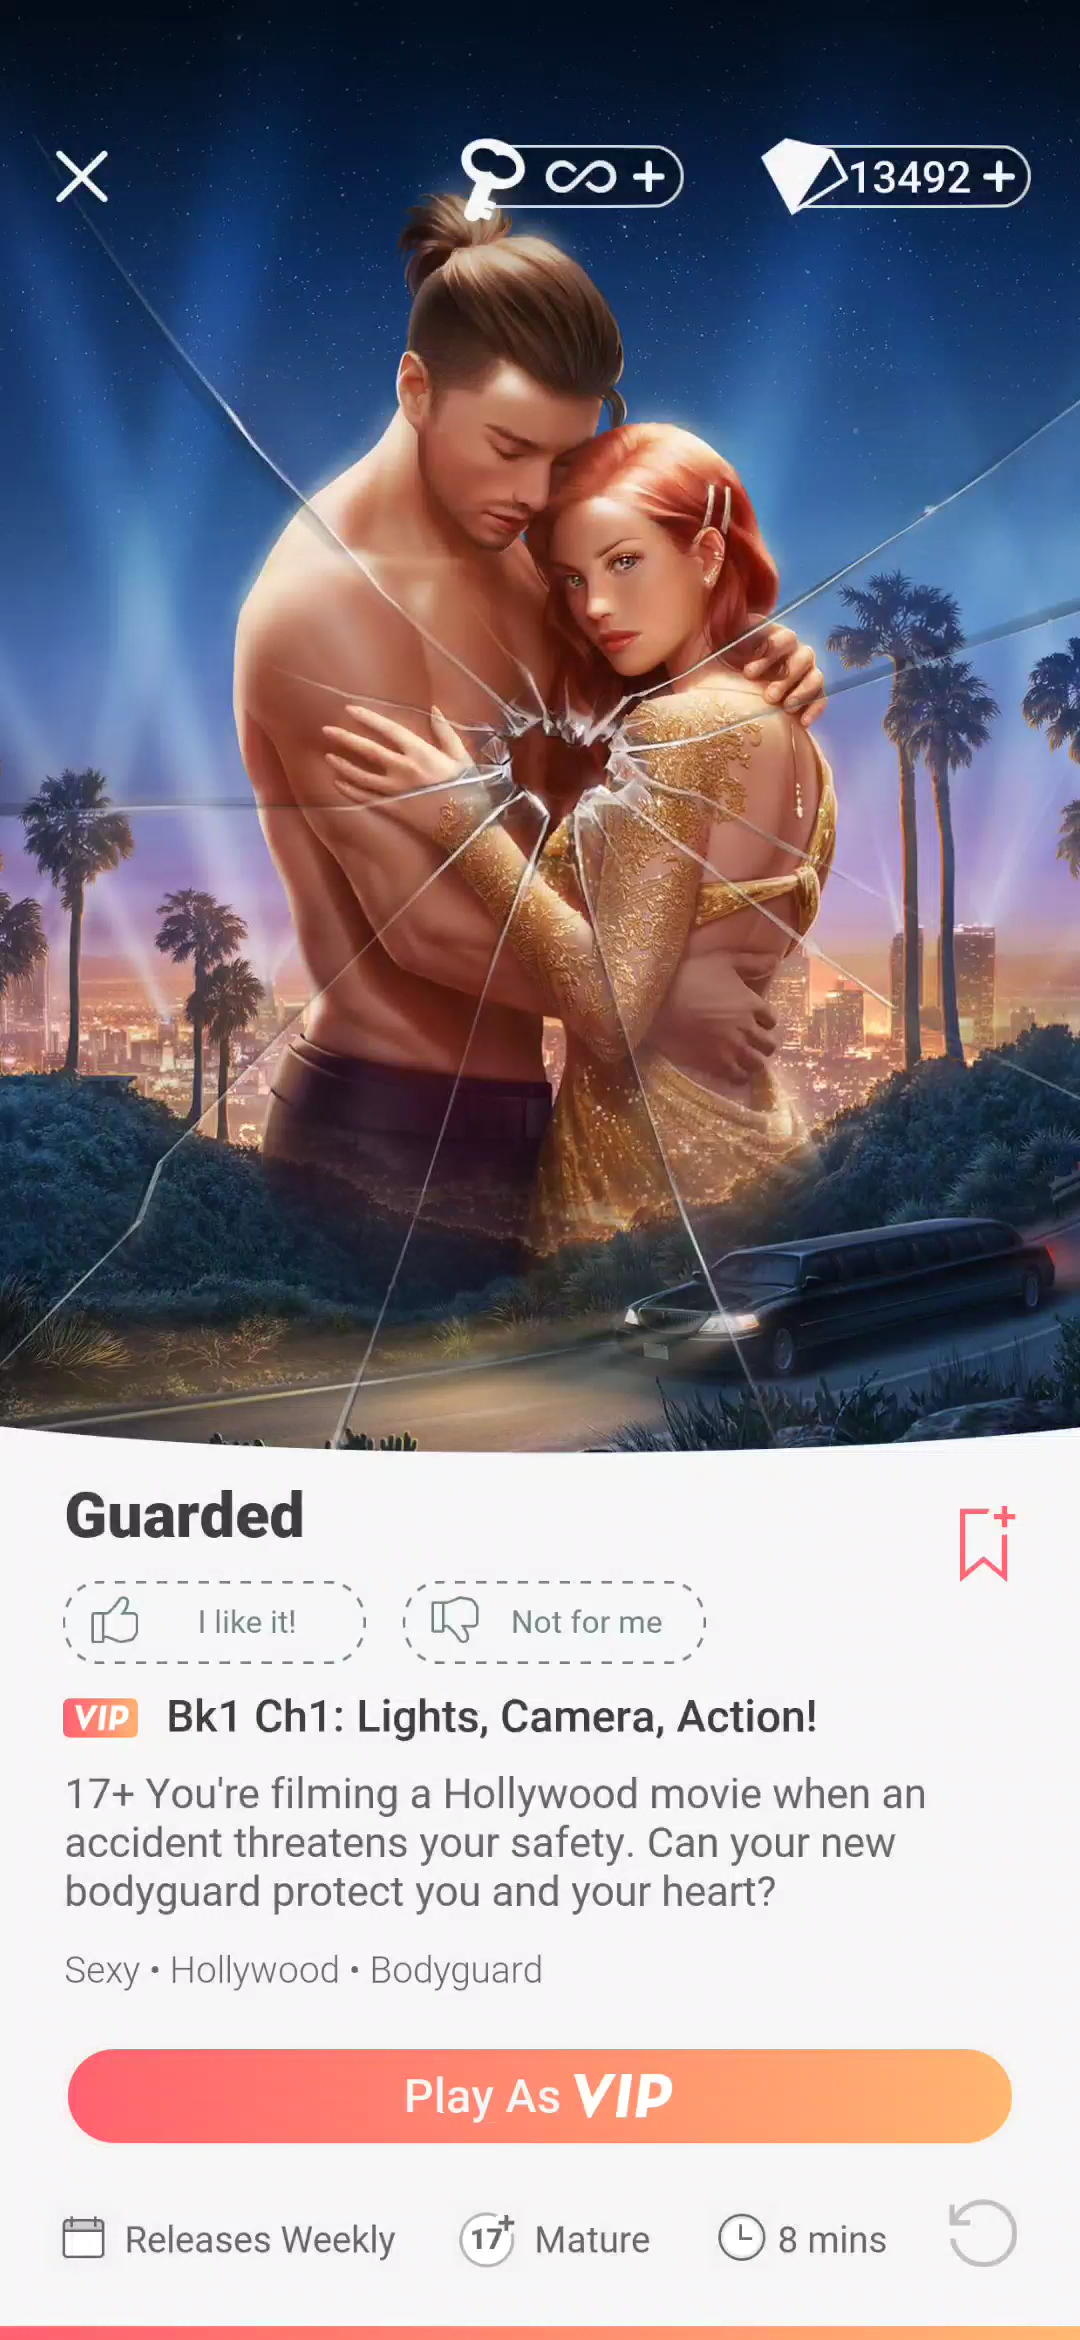 13492
Guarded
I like it!
Not for me
VIP Bk1 Ch1: Lights, Camera, Action!
17+ You're filming a Hollywood movie when an
accident threatens your safety. Can your new
bodyguard protect you and your heart?
Sexy • Hollywood • Bodyguard
Play As VIP
Releases Weekly
17+ Mature
8 mins